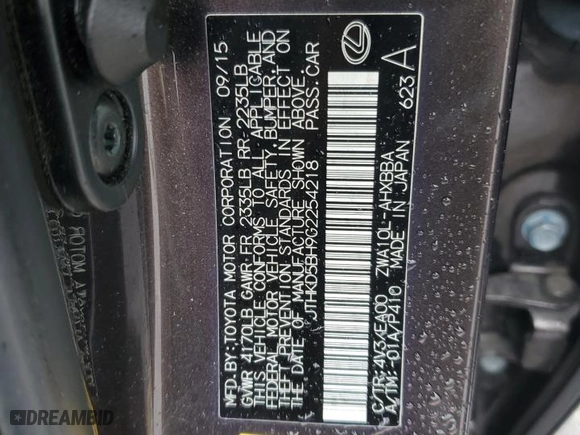 MFD.BY:TOYOTA MOTOR CORPORATION 09/15
GVWR 4170LB GAWR FR 2335LB RR 2235LB
THIS VEHICLE CONFORMS TO ALL APPLICABLE
FEDERAL MOTOR VEHICLE SAFETY, BUMPER, AND
THEFT PREVENTION STANDARDS IN EFFECT ON
THE DATE OF MANUFACTURE SHOWN ABOVE.
JTHKD5BH9G2254218 PASS.CAR
C/TR:4V3/EA00 ZWA10L-AHXBBA
A/TM:-01A/P410 MADE IN JAPAN 623
A
AUTOBIDMASTER